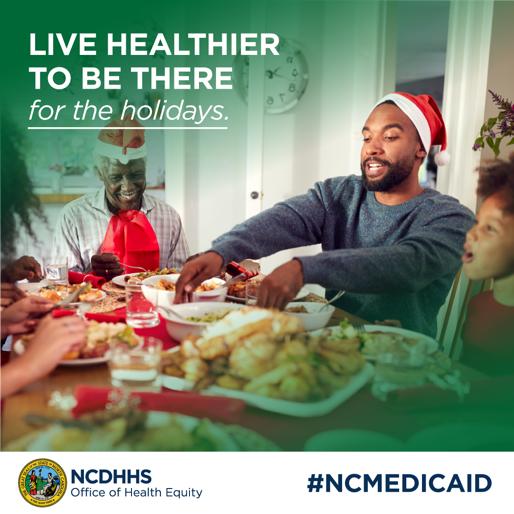 LIVE HEALTHIER
TO BE THERE
for the holidays.
NCDHHS
Office of Health Equity
#NCMEDICAID